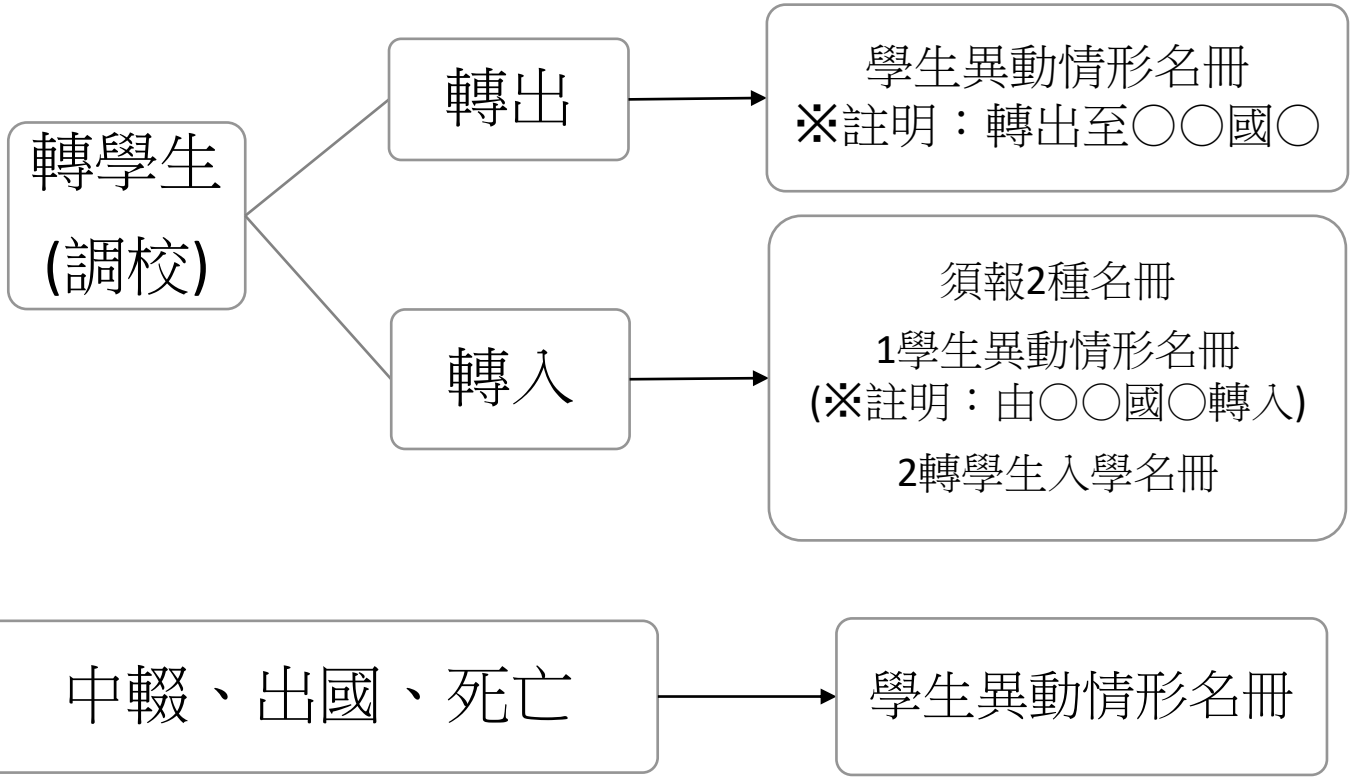 轉學生
(調校)
轉出
學生異動情形名冊
※註明：轉出至○○國○
轉入
須報2種名冊
1學生異動情形名冊
(※註明：由○○國○轉入)
2轉學生入學名冊
中輟、出國、死亡
學生異動情形名冊